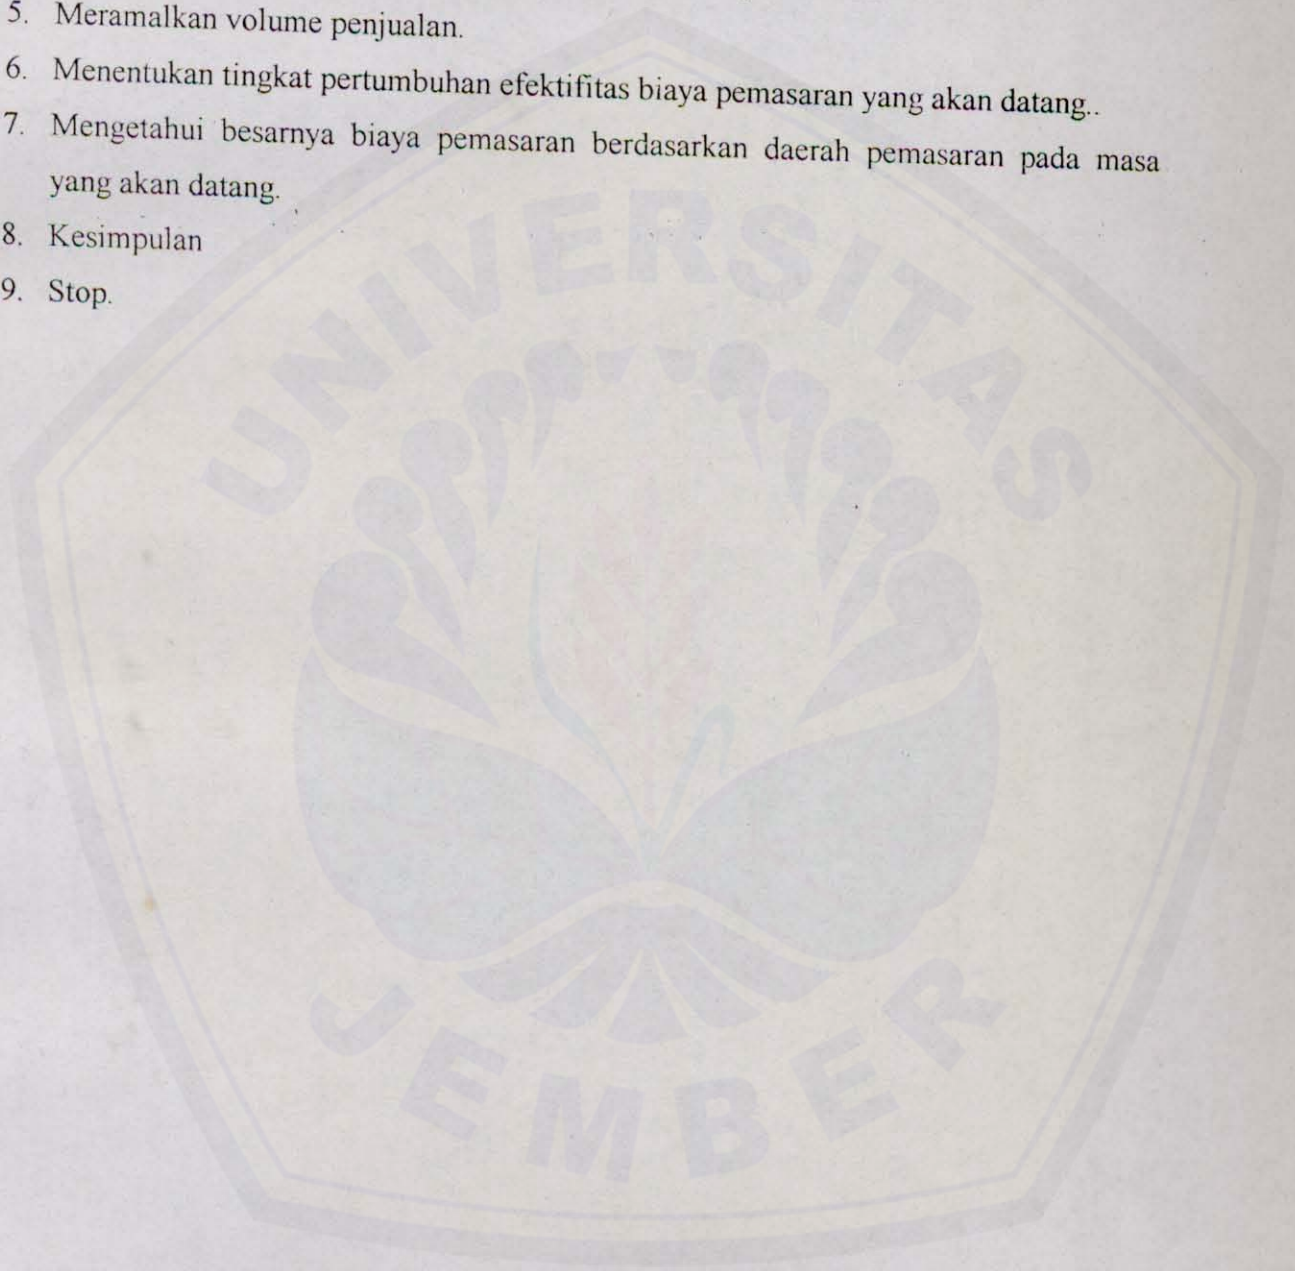 5. Meramalkan volume penjualan.
6. Menentukan tingkat pertumbuhan efektifitas biaya pemasaran yang akan datang..
7. Mengetahui besarnya biaya pemasaran berdasarkan daerah pemasaran pada masa
yang akan datang.
8. Kesimpulan
9. Stop.
UNIVERSITAS
JEMBER